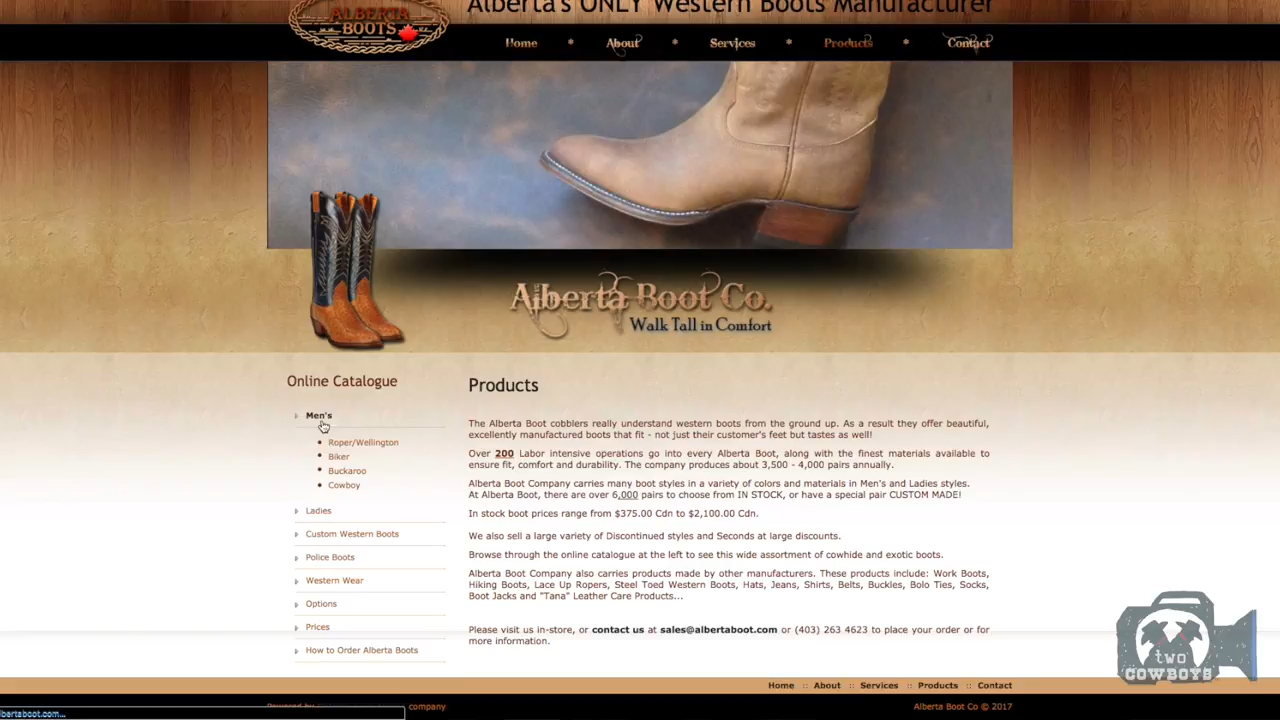 Alberta's ONLY Western Boots Manufacturer
ALBERTA
BOOTS
Home * About * Services * Products * Contact
Alberta Boot Co.
Walk Tall in Comfort
Online Catalogue
Men's
Roper/Wellington
Biker
Buckaroo
Cowboy
Ladies
Custom Western Boots
Police Boots
Western Wear
Options
Prices
How to Order Alberta Boots
Products
The Alberta Boot cobblers really understand western boots from the ground up. As a result they offer beautiful,
excellently manufactured boots that fit - not just their customer's feet but tastes as well!
Over 200 Labor intensive operations go into every Alberta Boot, along with the finest materials available to
ensure fit, comfort and durability. The company produces about 3,500 - 4,000 pairs annually.
Alberta Boot Company carries many boot styles in a variety of colors and materials in Men's and Ladies styles.
At Alberta Boot, there are over 6,000 pairs to choose from IN STOCK, or have a special pair CUSTOM MADE!
In stock boot prices range from $375.00 Cdn to $2,100.00 Cdn.
We also sell a large variety of Discontinued styles and Seconds at large discounts.
Browse through the online catalogue at the left to see this wide assortment of cowhide and exotic boots.
Alberta Boot Company also carries products made by other manufacturers. These products include: Work Boots,
Hiking Boots, Lace Up Ropers, Steel Toed Western Boots, Hats, Jeans, Shirts, Belts, Buckles, Bolo Ties, Socks,
Boot Jacks and "Tana" Leather Care Products...
Please visit us in-store, or contact us at sales@albertaboot.com or (403) 263 4623 to place your order or for
more information.
two
COWBOYS
Home :: About :: Services :: Products :: Contact
company
Alberta Boot Co © 2017
lbertaboot.com...